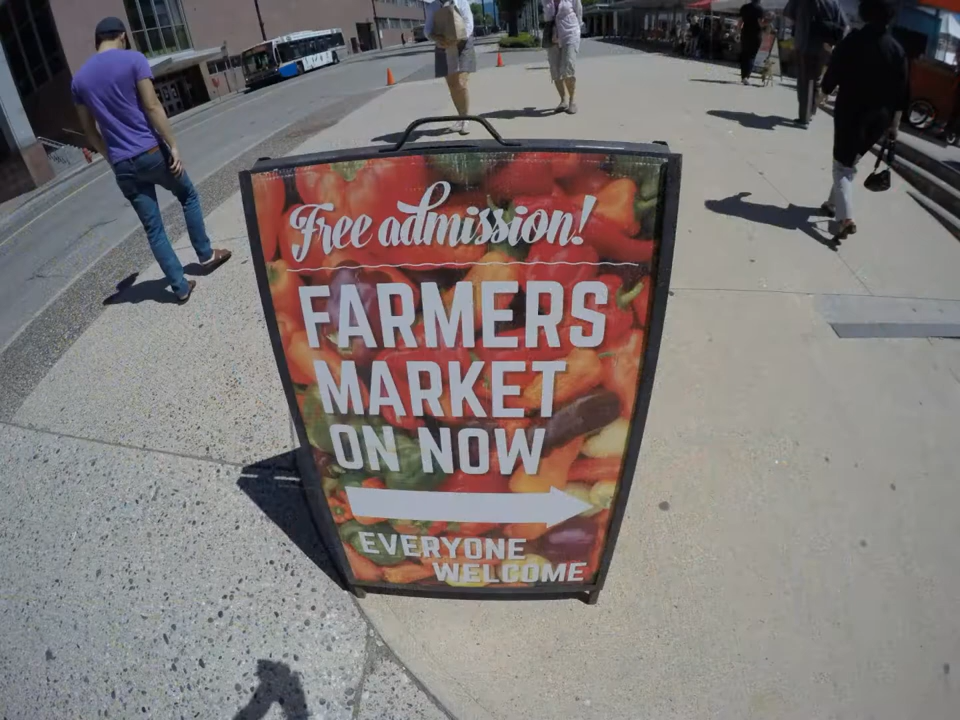 Free admission!
FARMERS
MARKET
ON NOW
EVERYONE
WELCOME